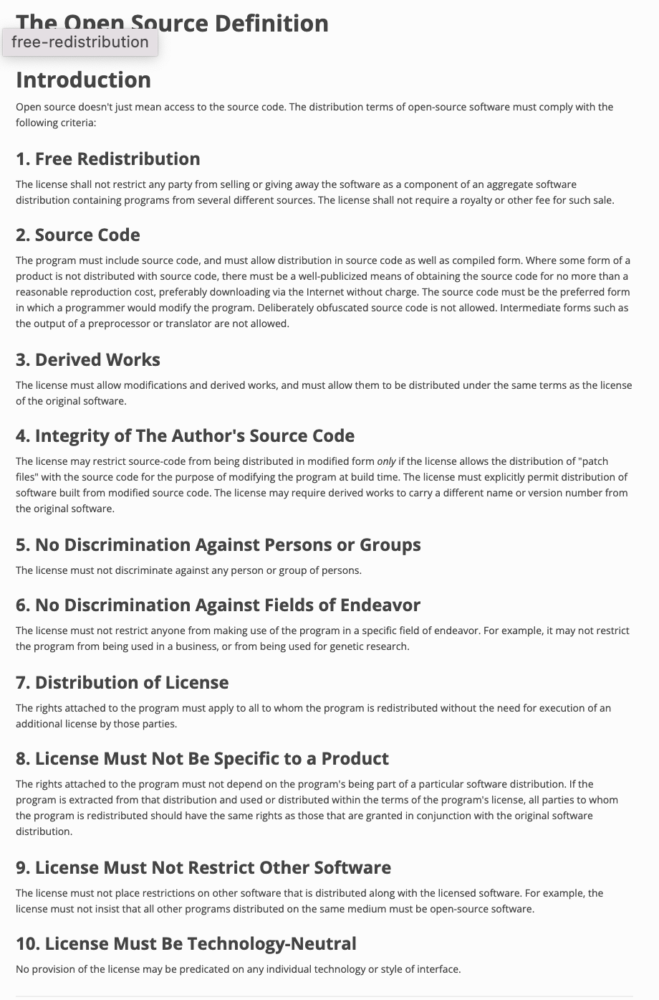 The Open Source Definition
free-redistribution
Introduction
Open source doesn't just mean access to the source code. The distribution terms of open-source software must comply with the
following criteria:
1. Free Redistribution
The license shall not restrict any party from selling or giving away the software as a component of an aggregate software
distribution containing programs from several different sources. The license shall not require a royalty or other fee for such sale.
2. Source Code
The program must include source code, and must allow distribution in source code as well as compiled form. Where some form of a
product is not distributed with source code, there must be a well-publicized means of obtaining the source code for no more than a
reasonable reproduction cost, preferably downloading via the Internet without charge. The source code must be the preferred form
in which a programmer would modify the program. Deliberately obfuscated source code is not allowed. Intermediate forms such as
the output of a preprocessor or translator are not allowed.
3. Derived Works
The license must allow modifications and derived works, and must allow them to be distributed under the same terms as the license
of the original software.
4. Integrity of The Author's Source Code
The license may restrict source-code from being distributed in modified form only if the license allows the distribution of "patch
files" with the source code for the purpose of modifying the program at build time. The license must explicitly permit distribution of
software built from modified source code. The license may require derived works to carry a different name or version number from
the original software.
5. No Discrimination Against Persons or Groups
The license must not discriminate against any person or group of persons.
6. No Discrimination Against Fields of Endeavor
The license must not restrict anyone from making use of the program in a specific field of endeavor. For example, it may not restrict
the program from being used in a business, or from being used for genetic research.
7. Distribution of License
The rights attached to the program must apply to all to whom the program is redistributed without the need for execution of an
additional license by those parties.
8. License Must Not Be Specific to a Product
The rights attached to the program must not depend on the program's being part of a particular software distribution. If the
program is extracted from that distribution and used or distributed within the terms of the program's license, all parties to whom
the program is redistributed should have the same rights as those that are granted in conjunction with the original software
distribution.
9. License Must Not Restrict Other Software
The license must not place restrictions on other software that is distributed along with the licensed software. For example, the
license must not insist that all other programs distributed on the same medium must be open-source software.
10. License Must Be Technology-Neutral
No provision of the license may be predicated on any individual technology or style of interface.